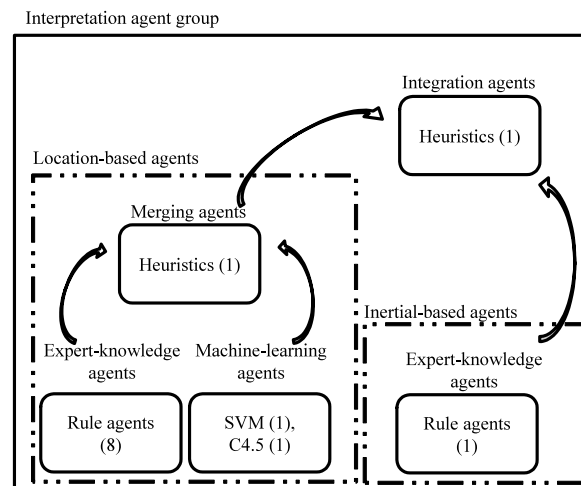 Interpretation agent group
Integration agents
Heuristics (1)
Location-based agents
Merging agents
Heuristics (1)
Inertial-based agents
Expert-knowledge
agents
Machine-learning
agents
Expert-knowledge
agents
Rule agents
(8)
SVM (1),
C4.5 (1)
Rule agents
(1)